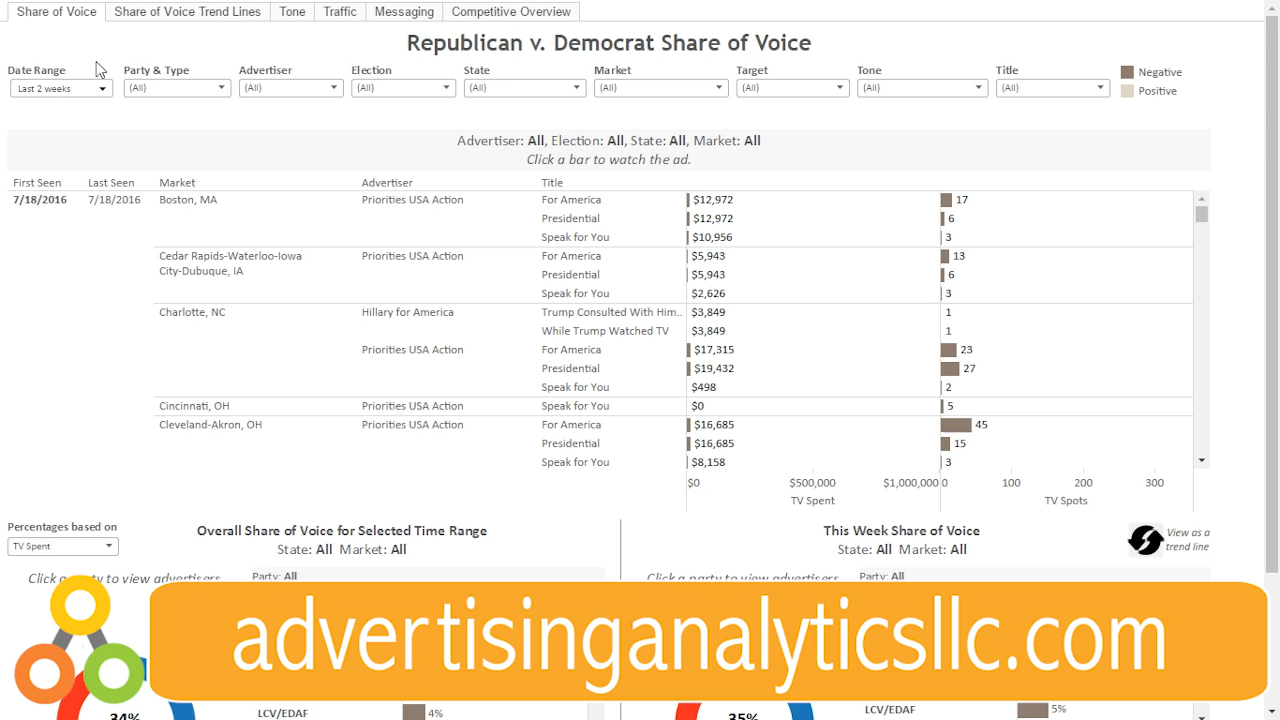 Share of Voice Share of Voice Trend Lines Tone Traffic Messaging Competitive Overview
Republican v. Democrat Share of Voice
Date Range Party & Type Advertiser Election State Market Target Tone Title
Negative
Last 2 weeks (All) (All) (All) (All) (All) (All) (All) (All)
Positive
Advertiser: All, Election: All, State: All, Market: All
Click a bar to watch the ad.
First Seen Last Seen Market Advertiser Title
7/18/2016 7/18/2016 Boston, MA Priorities USA Action For America $12,972 17
Presidential $12,972 6
Speak for You $10,956 3
Cedar Rapids-Waterloo-Iowa Priorities USA Action For America $5,943 13
City-Dubuque, IA
Presidential $5,943 6
Speak for You $2,626 3
Charlotte, NC Hillary for America Trump Consulted With Him.. $3,849 1
While Trump Watched TV $3,849 1
Priorities USA Action For America $17,315 23
Presidential $19,432 27
Speak for You $498 2
Cincinnati, OH Priorities USA Action Speak for You $0 5
Cleveland-Akron, OH Priorities USA Action For America $16,685 45
Presidential $16,685 15
Speak for You $8,158 3
$0 $500,000 $1,000,000 0 100 200 300
TV Spent TV Spots
Percentages based on
TV Spent
Overall Share of Voice for Selected Time Range
State: All Market: All
This Week Share of Voice
State: All Market: All
View as a
trend line
Click a party to view advertisers Party: All
Click a party to view advertisers Party: All
advertisinganalyticsllc.com
34% LCV/EDAF 4%
35% LCV/EDAF 5%